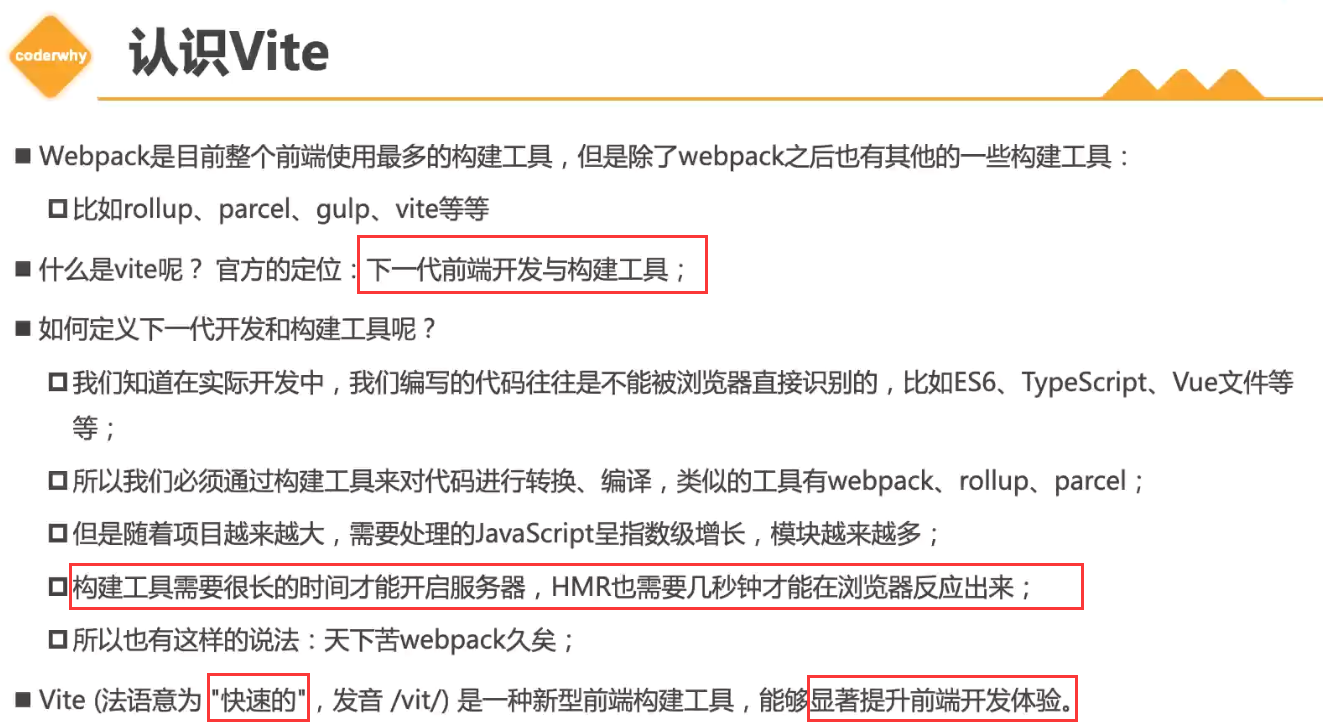 coderwhy
认识Vite
Webpack是目前整个前端使用最多的构建工具，但是除了webpack之后也有其他的一些构建工具：
比如rollup、parcel、gulp、vite等等
什么是vite呢？ 官方的定位：下一代前端开发与构建工具；
如何定义下一代开发和构建工具呢？
我们知道在实际开发中，我们编写的代码往往是不能被浏览器直接识别的，比如ES6、TypeScript、Vue文件等
等；
所以我们必须通过构建工具来对代码进行转换、编译，类似的工具有webpack、rollup、parcel；
但是随着项目越来越大，需要处理的JavaScript呈指数级增长，模块越来越多；
构建工具需要很长的时间才能开启服务器，HMR也需要几秒钟才能在浏览器反应出来；
所以也有这样的说法：天下苦webpack久矣；
Vite (法语意为 "快速的"，发音 /vit/) 是一种新型前端构建工具，能够显著提升前端开发体验。